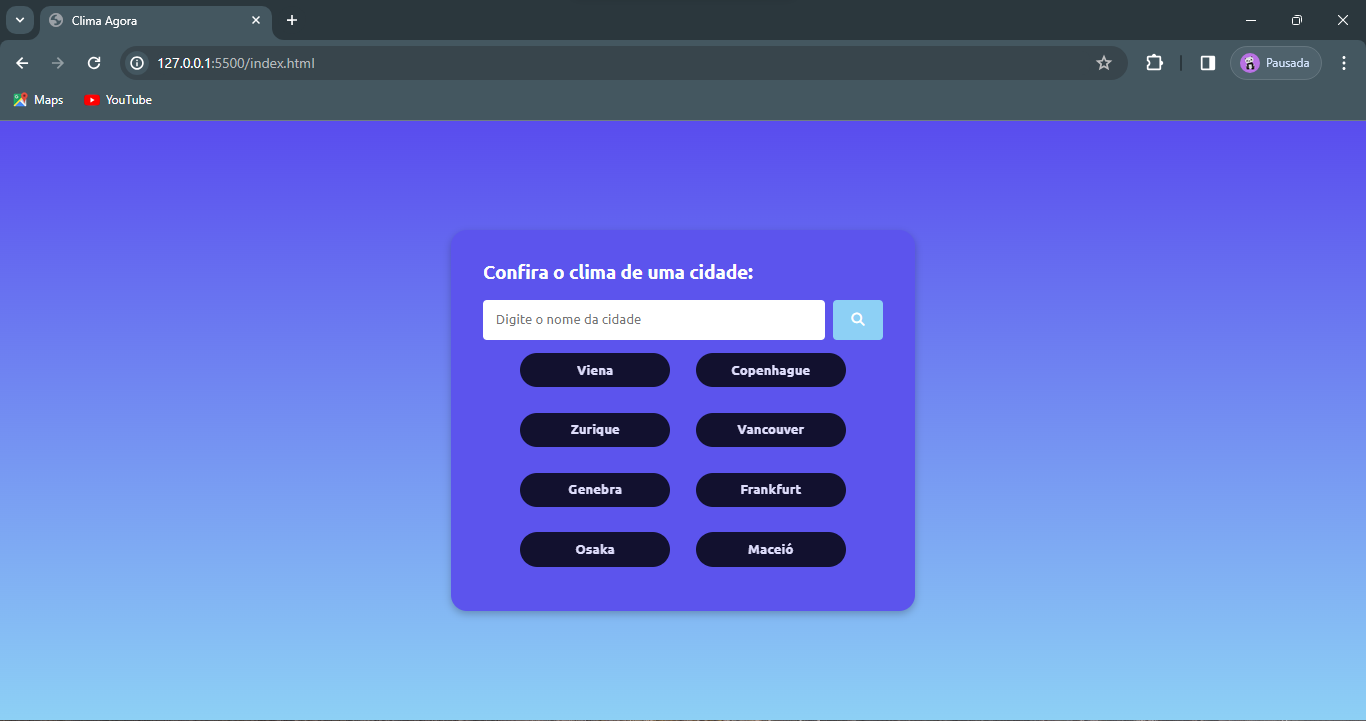 Clima Agora
127.0.0.1:5500/index.html
Pausada
Maps YouTube
Confira o clima de uma cidade:
Digite o nome da cidade
Viena Copenhague
Zurique Vancouver
Genebra Frankfurt
Osaka Maceió